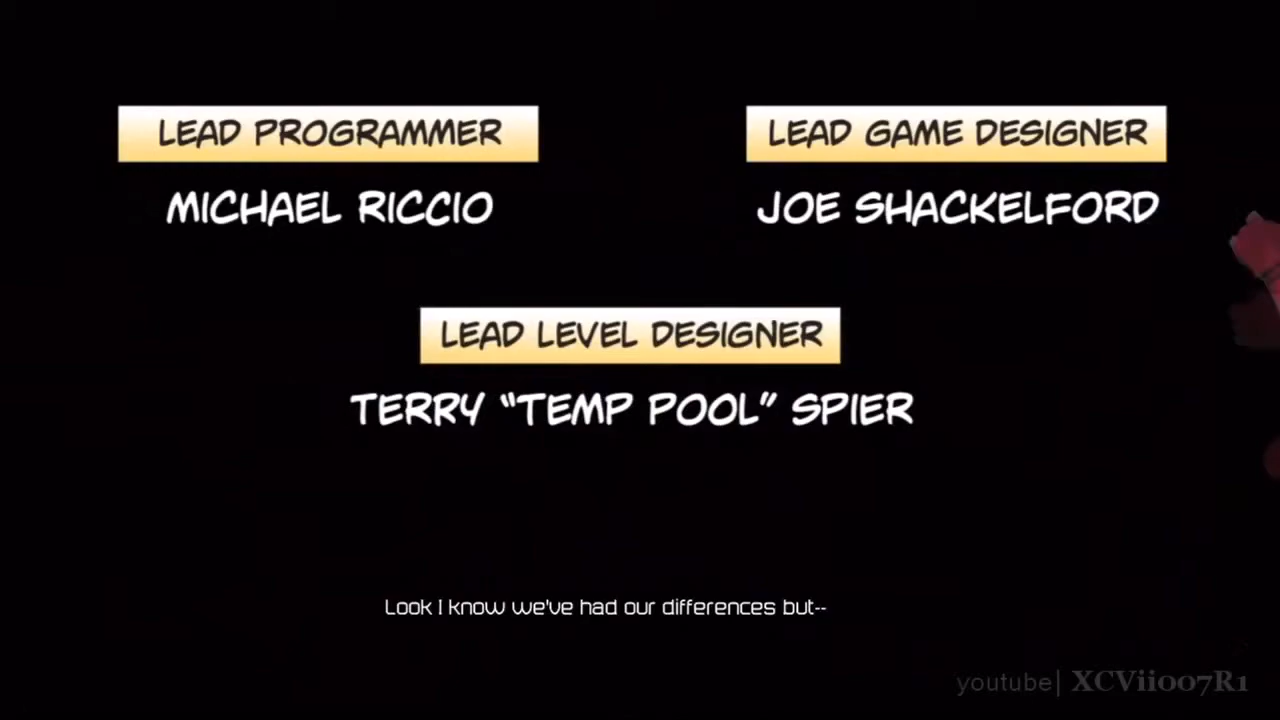 LEAD PROGRAMMER
LEAD GAME DESIGNER
MICHAEL RICCIO
JOE SHACKELFORD
LEAD LEVEL DESIGNER
TERRY “TEMP POOL” SPIER
Look I know we've had our differences but--
youtube| XCVii007R1